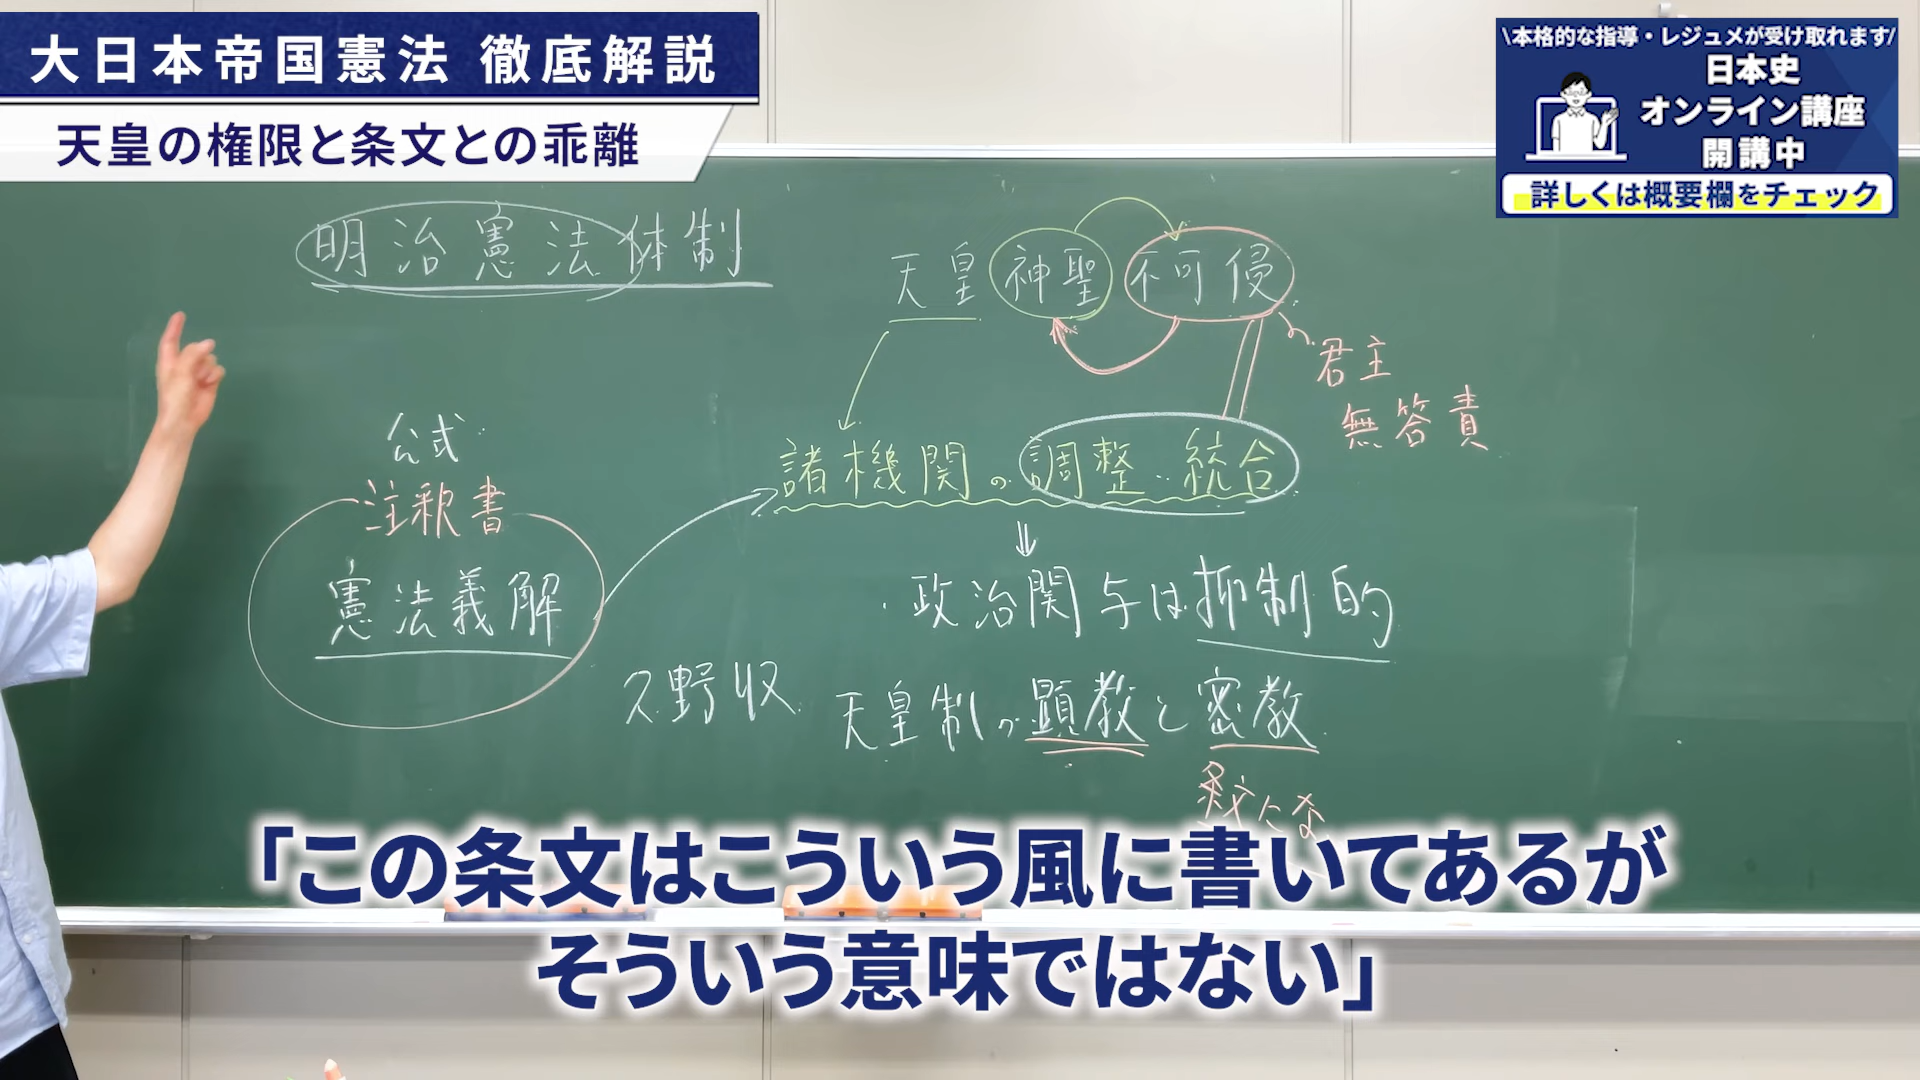 大日本帝国憲法 徹底解説
天皇の権限と条文との乖離
\本格的な指導・レジュメが受け取れます/
日本史
オンライン講座
開講中
詳しくは概要欄をチェック
明治憲法体制
天皇 神聖 不可侵
君主
無答責
公式
注釈書
憲法義解
諸機関の調整・統合
⇓
・政治関与は抑制的
久野収 天皇制の顕教と密教
条文にな
「この条文はこういう風に書いてあるが
そういう意味ではない」